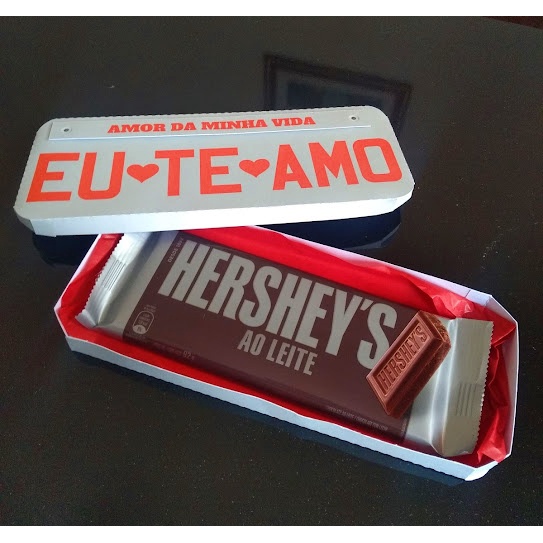 AMOR DA MINHA VIDA
EU❤TE❤AMO
HERSHEY'S
AO LEITE
HERSHEY'S